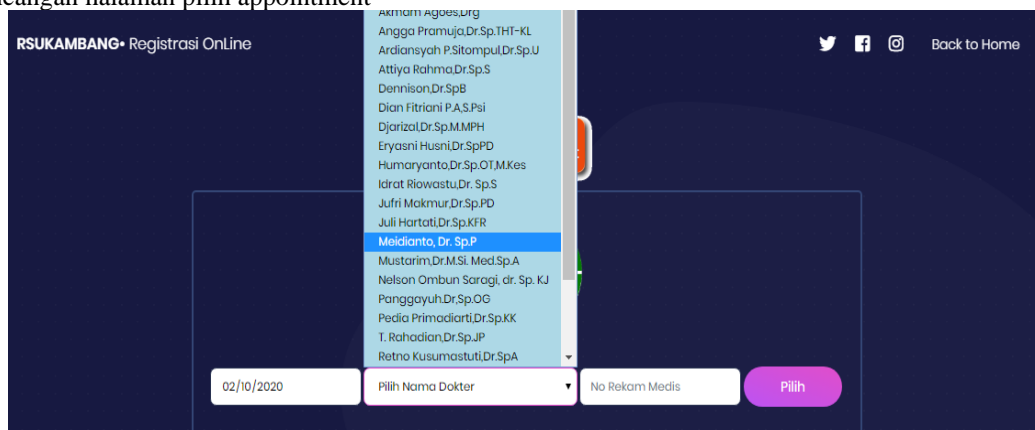 ncangan halaman pilih appointment
Akmam Agoes,Drg
Angga Pramuja,Dr.Sp.THT-KL
RSUKAMBANG• Registrasi OnLine
Back to Home
Ardiansyah P.Sitompul,Dr.Sp.U
Attiya Rahma,Dr.Sp.S
Dennison,Dr.SpB
Dian Fitriani P.A,S.Psi
Djarizal,Dr.Sp.M.MPH
Eryasni Husni,Dr.SpPD
Humaryanto,Dr.Sp.OT,M.Kes
Idrat Riowastu,Dr. Sp.S
Jufri Makmur,Dr.Sp.PD
Juli Hartati,Dr.Sp.KFR
Meidianto, Dr. Sp.P
Mustarim,Dr.M.Si. Med.Sp.A
Nelson Ombun Saragi, dr. Sp. KJ
Panggayuh.Dr,Sp.OG
Pedia Primadiarti,Dr.Sp.KK
T. Rahadian,Dr.Sp.JP
Retno Kusumastuti,Dr.SpA
02/10/2020
Pilih Nama Dokter
No Rekam Medis
Pilih